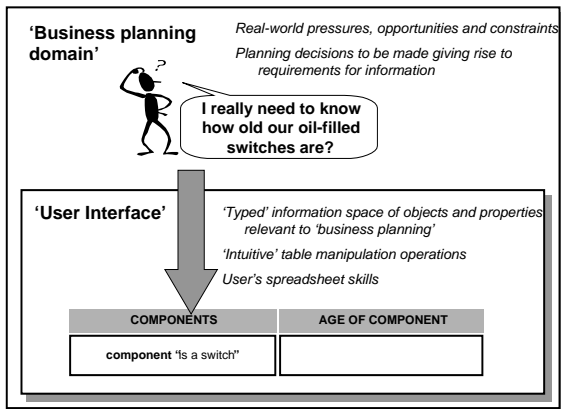 ‘Business planning
domain’
Real-world pressures, opportunities and constraints
Planning decisions to be made giving rise to
requirements for information
?
I really need to know
how old our oil-filled
switches are?
‘User Interface’
‘Typed’ information space of objects and properties
relevant to ‘business planning’
‘Intuitive’ table manipulation operations
User’s spreadsheet skills
COMPONENTS AGE OF COMPONENT
component “is a switch”